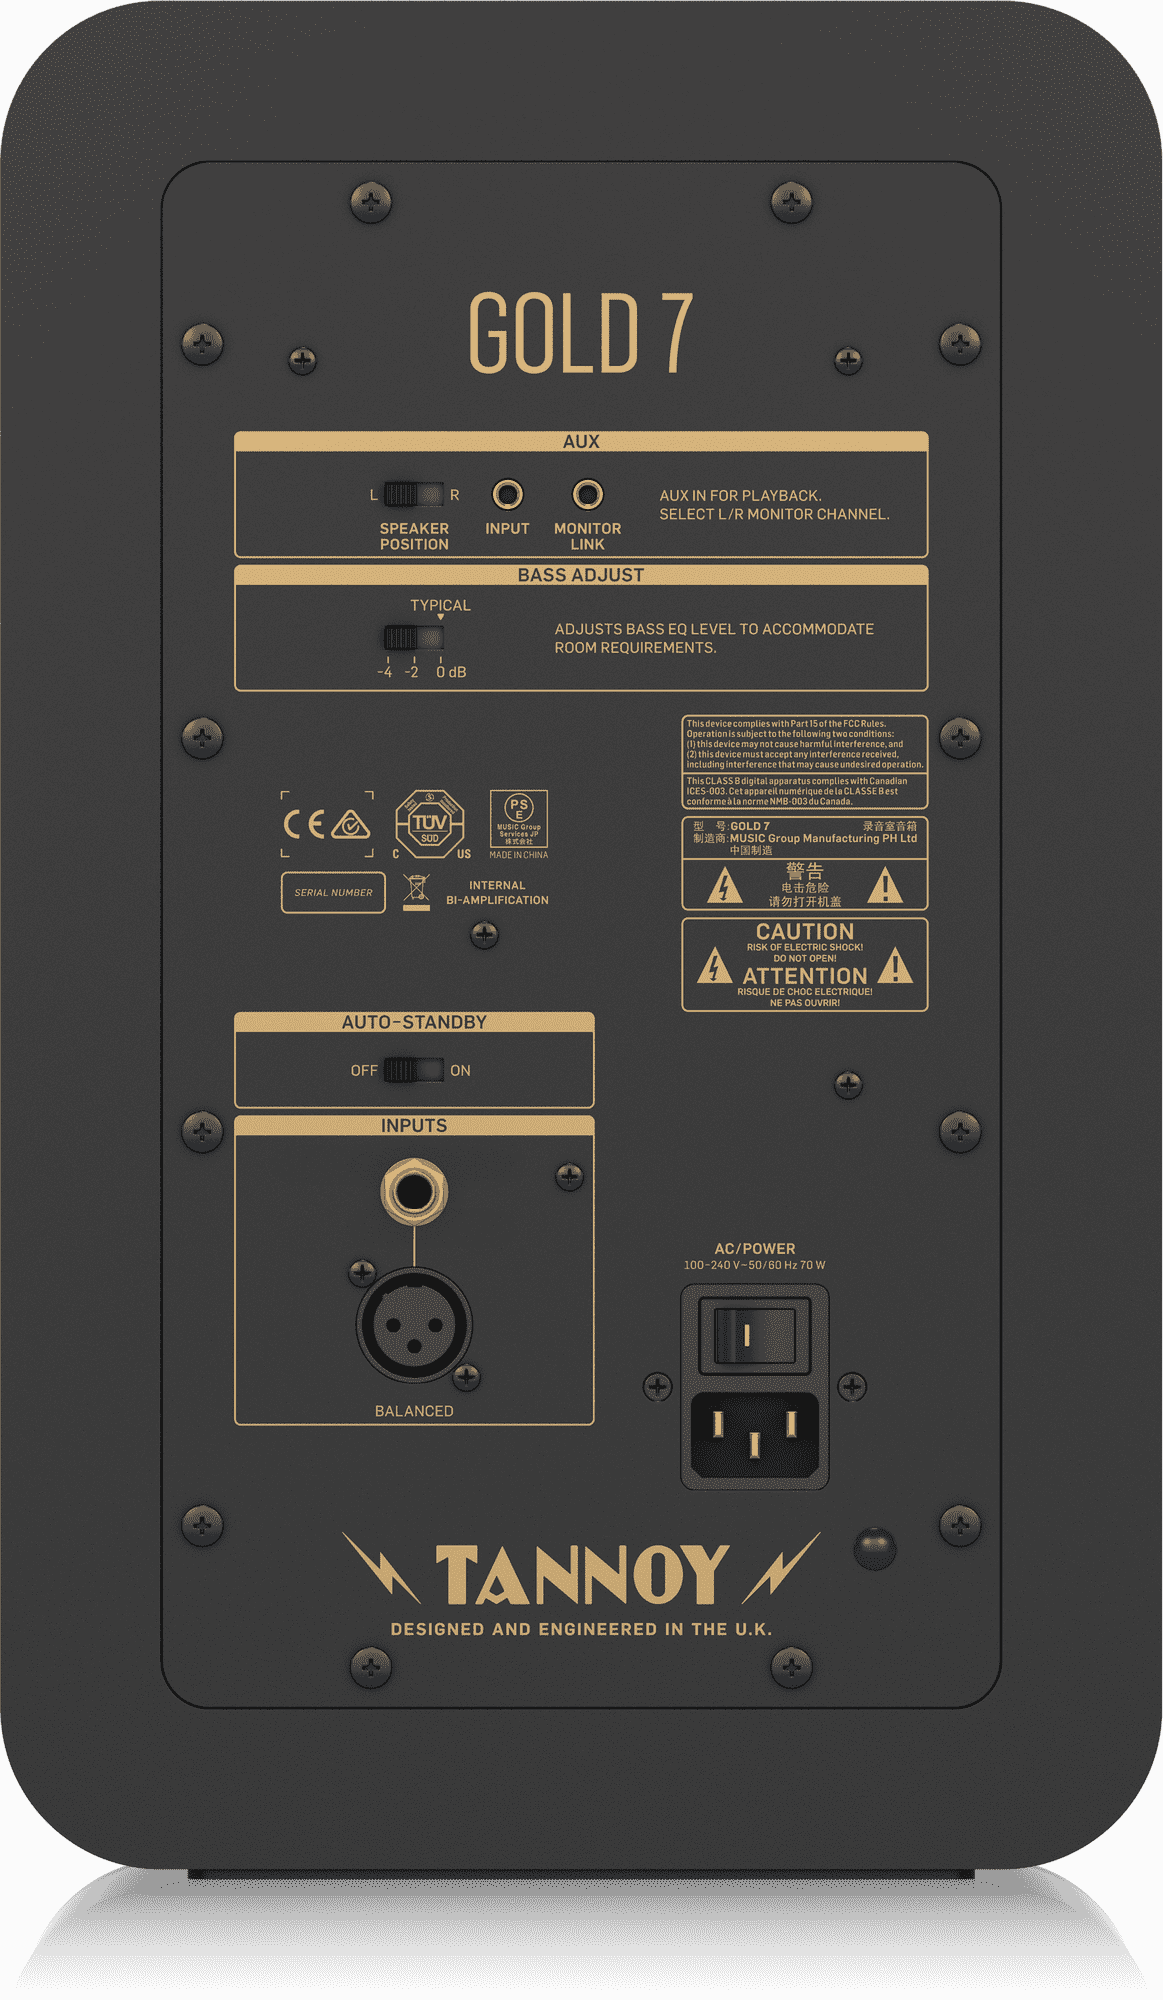 GOLD 7
AUX
L R
SPEAKER
POSITION
INPUT
MONITOR
LINK
AUX IN FOR PLAYBACK.
SELECT L/R MONITOR CHANNEL.
BASS ADJUST
TYPICAL
-4 -2 0 dB
ADJUSTS BASS EQ LEVEL TO ACCOMMODATE
ROOM REQUIREMENTS.
This device complies with Part 15 of the FCC Rules.
Operation is subject to the following two conditions:
(1) this device may not cause harmful interference, and
(2) this device must accept any interference received,
including interference that may cause undesired operation.
This CLASS B digital apparatus complies with Canadian
ICES-003. Cet appareil numérique de la CLASSE B est
conforme à la norme NMB-003 du Canada.
CE
TÜV
SÜD
C US
PS
E
MUSIC Group
Services JP
株式会社
MADE IN CHINA
SERIAL NUMBER
INTERNAL
BI-AMPLIFICATION
型 号:GOLD 7 录音室音箱
制造商:MUSIC Group Manufacturing PH Ltd
中国制造
警告
电击危险
请勿打开机盖
CAUTION
RISK OF ELECTRIC SHOCK!
DO NOT OPEN!
ATTENTION
RISQUE DE CHOC ELECTRIQUE!
NE PAS OUVRIR!
AUTO-STANDBY
OFF ON
INPUTS
BALANCED
AC/POWER
100-240 V~50/60 Hz 70 W
TANNOY
DESIGNED AND ENGINEERED IN THE U.K.